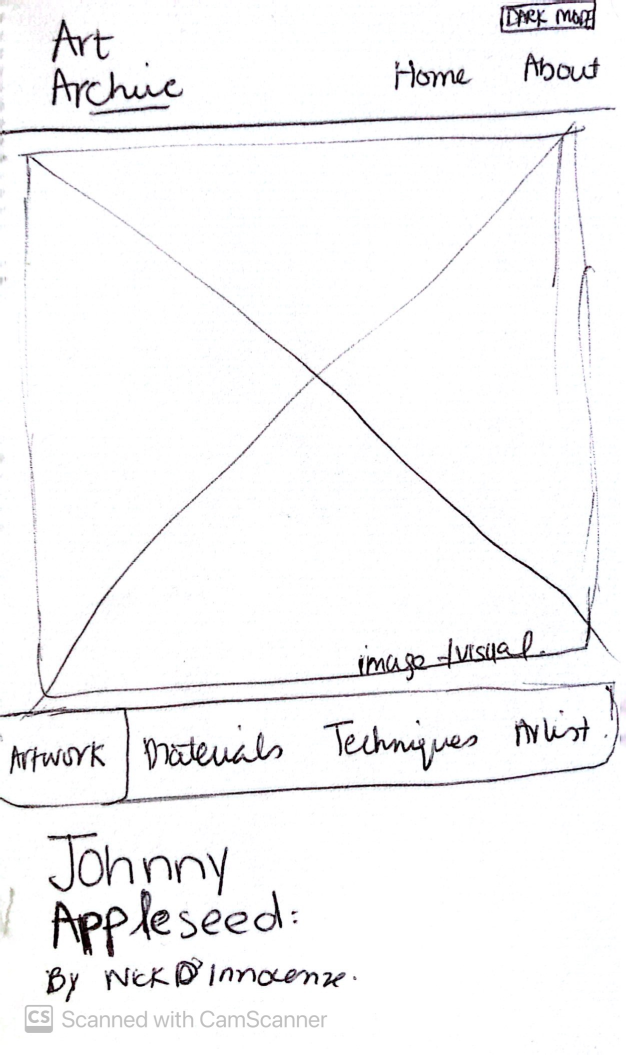 DARK MODE
Art
Archive
Home About
image/visual.
Artwork Materials Techniques Artist
Johnny
Appleseed:
By Nick D'Innocenze.
CS Scanned with CamScanner